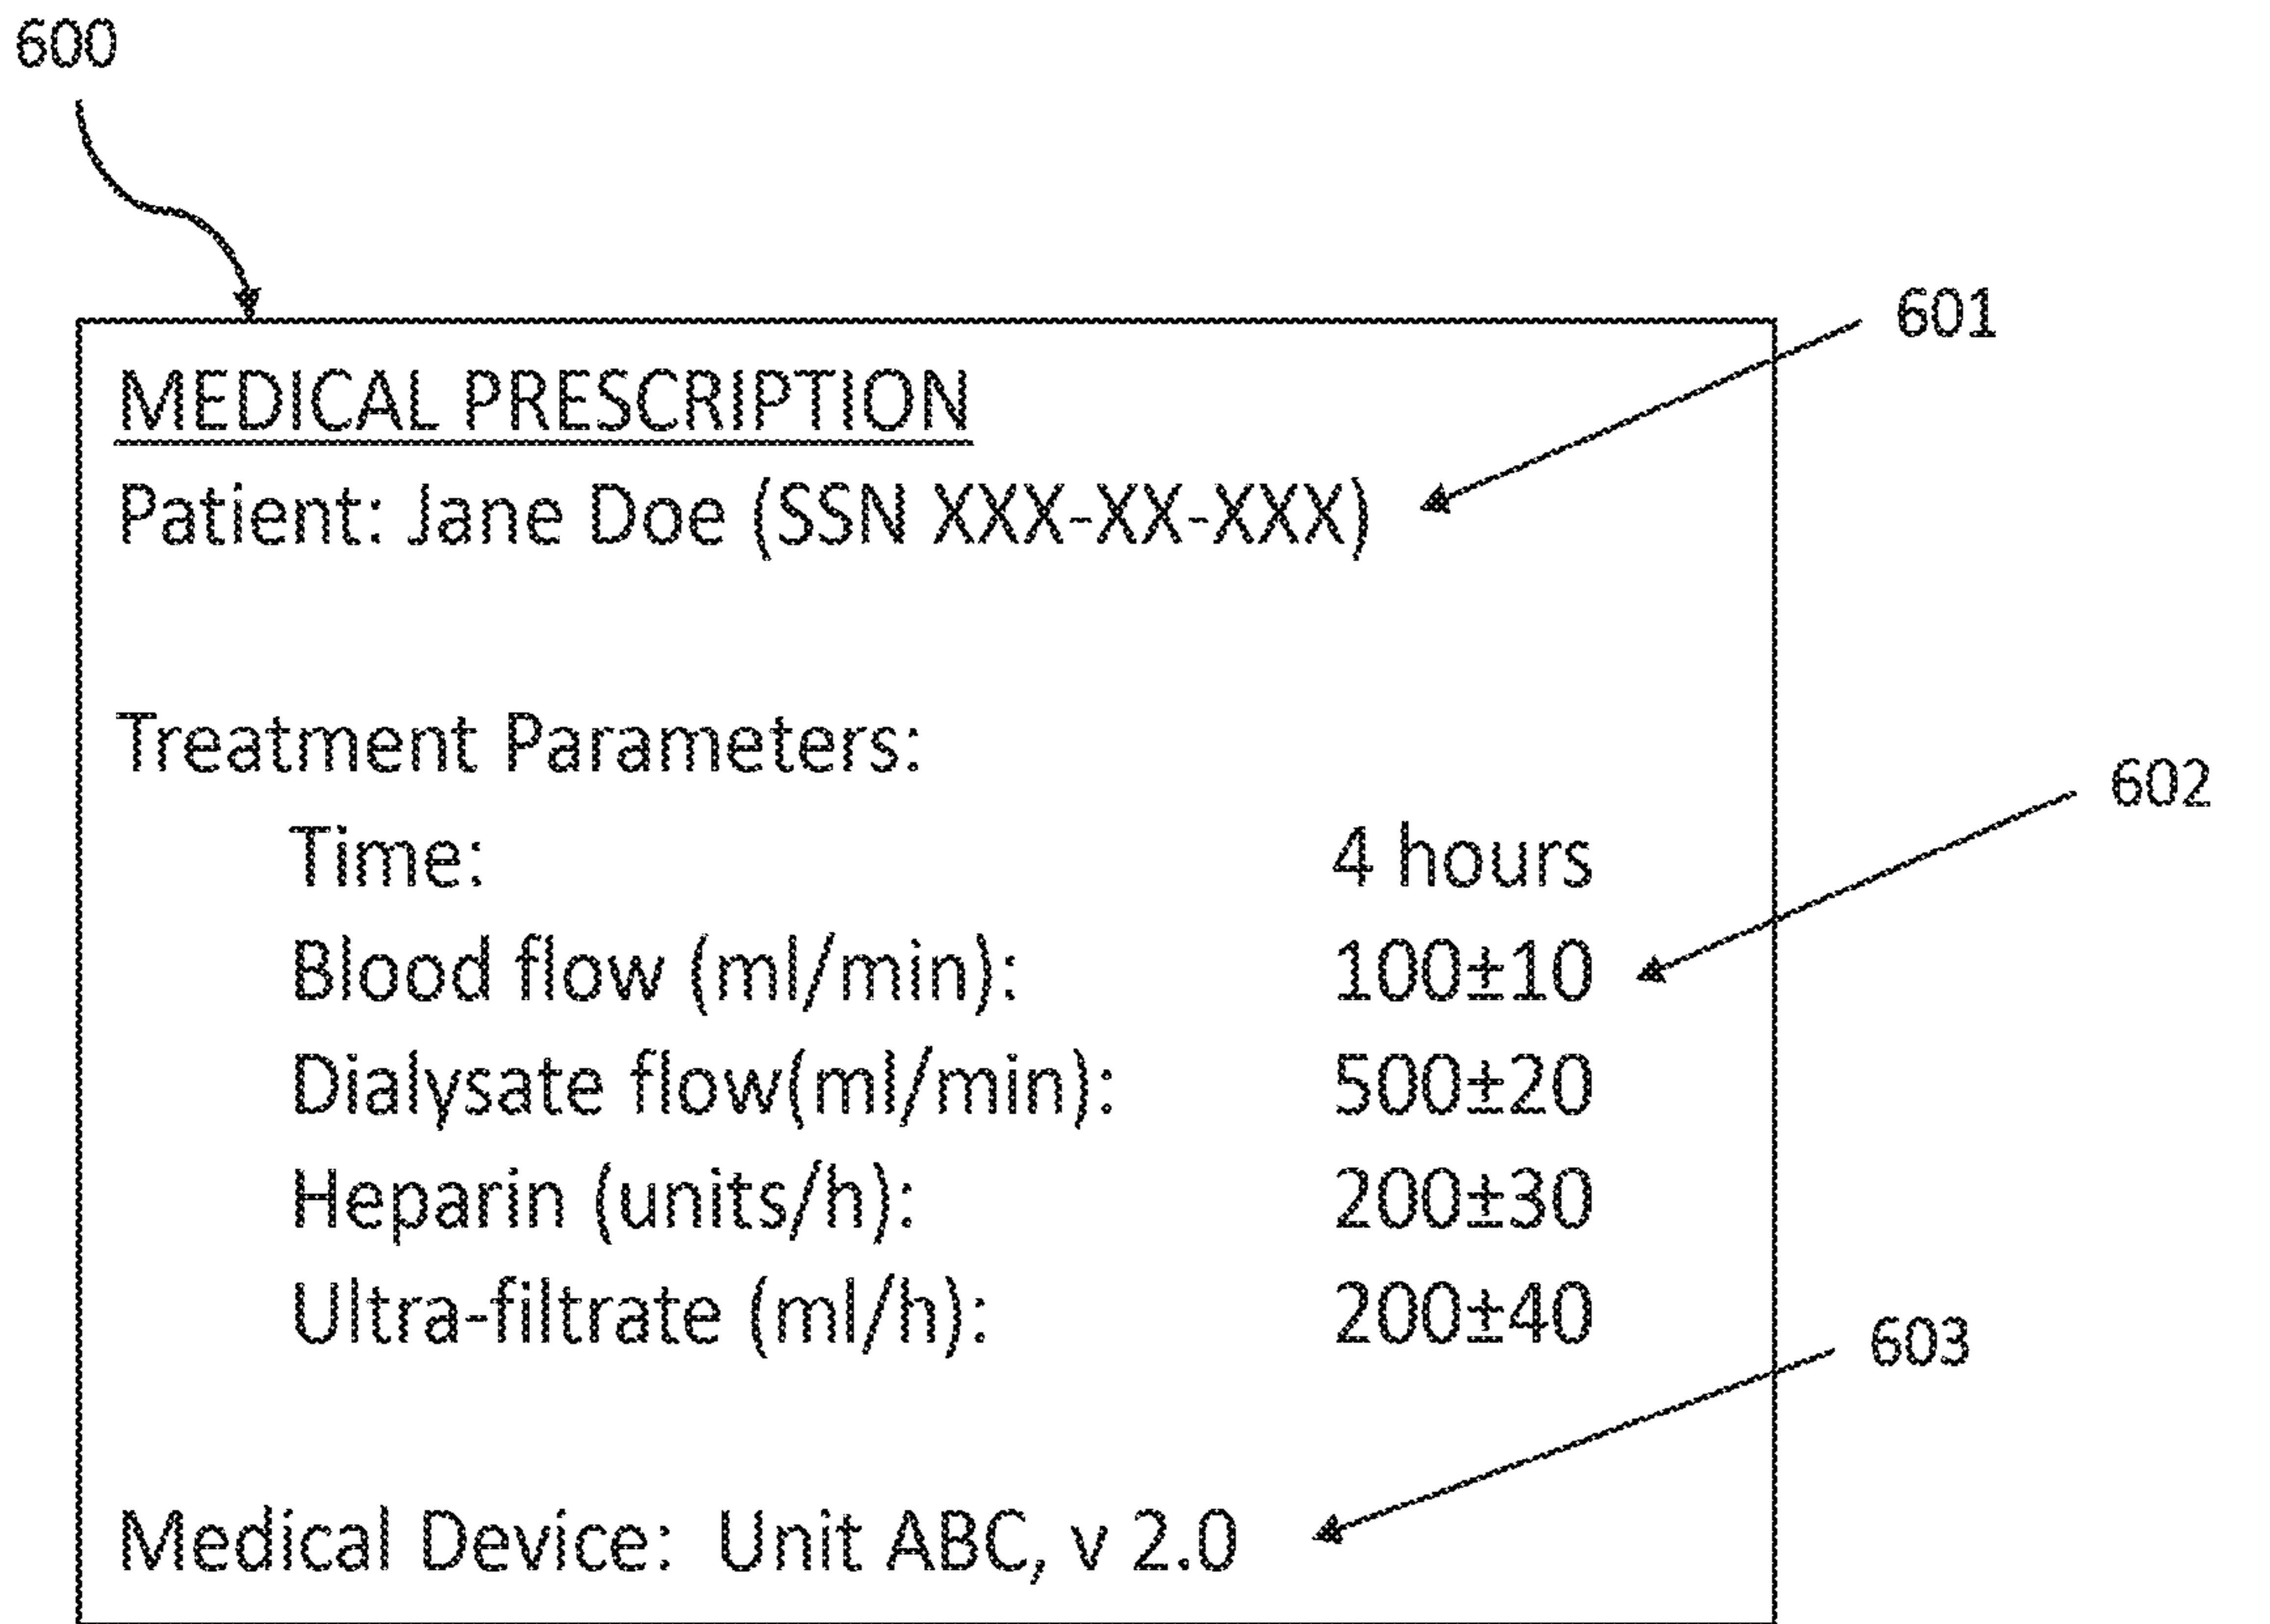 600
601
MEDICAL PRESCRIPTION
Patient: Jane Doe (SSN XXX-XX-XXX)
Treatment Parameters:
602
Time: 4 hours
Blood flow (ml/min): 100±10
Dialysate flow(ml/min): 500±20
Heparin (units/h): 200±30
Ultra-filtrate (ml/h): 200±40
603
Medical Device: Unit ABC, v 2.0